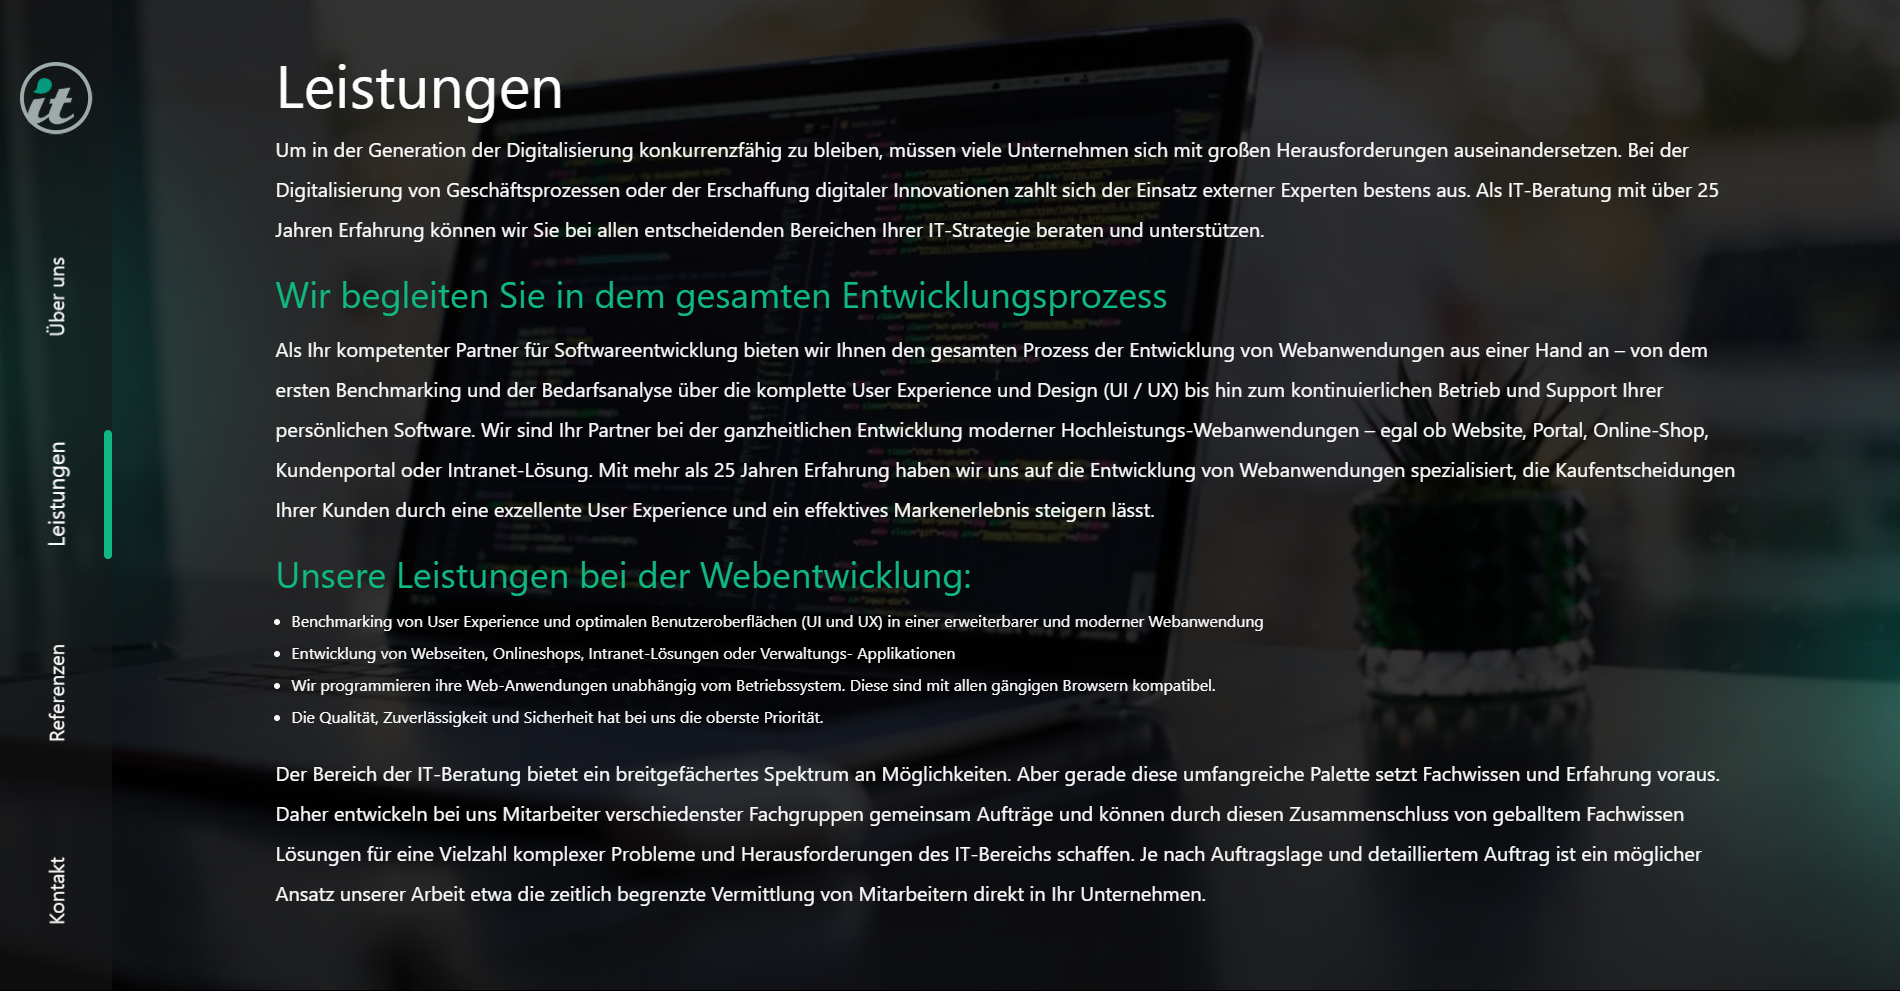 it
Leistungen
Um in der Generation der Digitalisierung konkurrenzfähig zu bleiben, müssen viele Unternehmen sich mit großen Herausforderungen auseinandersetzen. Bei der
Digitalisierung von Geschäftsprozessen oder der Erschaffung digitaler Innovationen zahlt sich der Einsatz externer Experten bestens aus. Als IT-Beratung mit über 25
Jahren Erfahrung können wir Sie bei allen entscheidenden Bereichen Ihrer IT-Strategie beraten und unterstützen.
Wir begleiten Sie in dem gesamten Entwicklungsprozess
Als Ihr kompetenter Partner für Softwareentwicklung bieten wir Ihnen den gesamten Prozess der Entwicklung von Webanwendungen aus einer Hand an – von dem
ersten Benchmarking und der Bedarfsanalyse über die komplette User Experience und Design (UI / UX) bis hin zum kontinuierlichen Betrieb und Support Ihrer
persönlichen Software. Wir sind Ihr Partner bei der ganzheitlichen Entwicklung moderner Hochleistungs-Webanwendungen – egal ob Website, Portal, Online-Shop,
Kundenportal oder Intranet-Lösung. Mit mehr als 25 Jahren Erfahrung haben wir uns auf die Entwicklung von Webanwendungen spezialisiert, die Kaufentscheidungen
Ihrer Kunden durch eine exzellente User Experience und ein effektives Markenerlebnis steigern lässt.
Unsere Leistungen bei der Webentwicklung:
• Benchmarking von User Experience und optimalen Benutzeroberflächen (UI und UX) in einer erweiterbarer und moderner Webanwendung
• Entwicklung von Webseiten, Onlineshops, Intranet-Lösungen oder Verwaltungs- Applikationen
• Wir programmieren ihre Web-Anwendungen unabhängig vom Betriebssystem. Diese sind mit allen gängigen Browsern kompatibel.
• Die Qualität, Zuverlässigkeit und Sicherheit hat bei uns die oberste Priorität.
Der Bereich der IT-Beratung bietet ein breitgefächertes Spektrum an Möglichkeiten. Aber gerade diese umfangreiche Palette setzt Fachwissen und Erfahrung voraus.
Daher entwickeln bei uns Mitarbeiter verschiedenster Fachgruppen gemeinsam Aufträge und können durch diesen Zusammenschluss von geballtem Fachwissen
Lösungen für eine Vielzahl komplexer Probleme und Herausforderungen des IT-Bereichs schaffen. Je nach Auftragslage und detailliertem Auftrag ist ein möglicher
Ansatz unserer Arbeit etwa die zeitlich begrenzte Vermittlung von Mitarbeitern direkt in Ihr Unternehmen.
Über uns
Leistungen
Referenzen
Kontakt